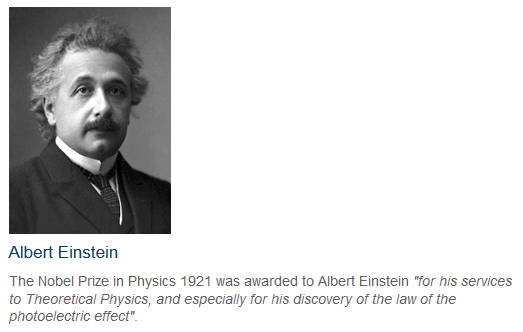 Albert Einstein
The Nobel Prize in Physics 1921 was awarded to Albert Einstein "for his services
to Theoretical Physics, and especially for his discovery of the law of the
photoelectric effect".